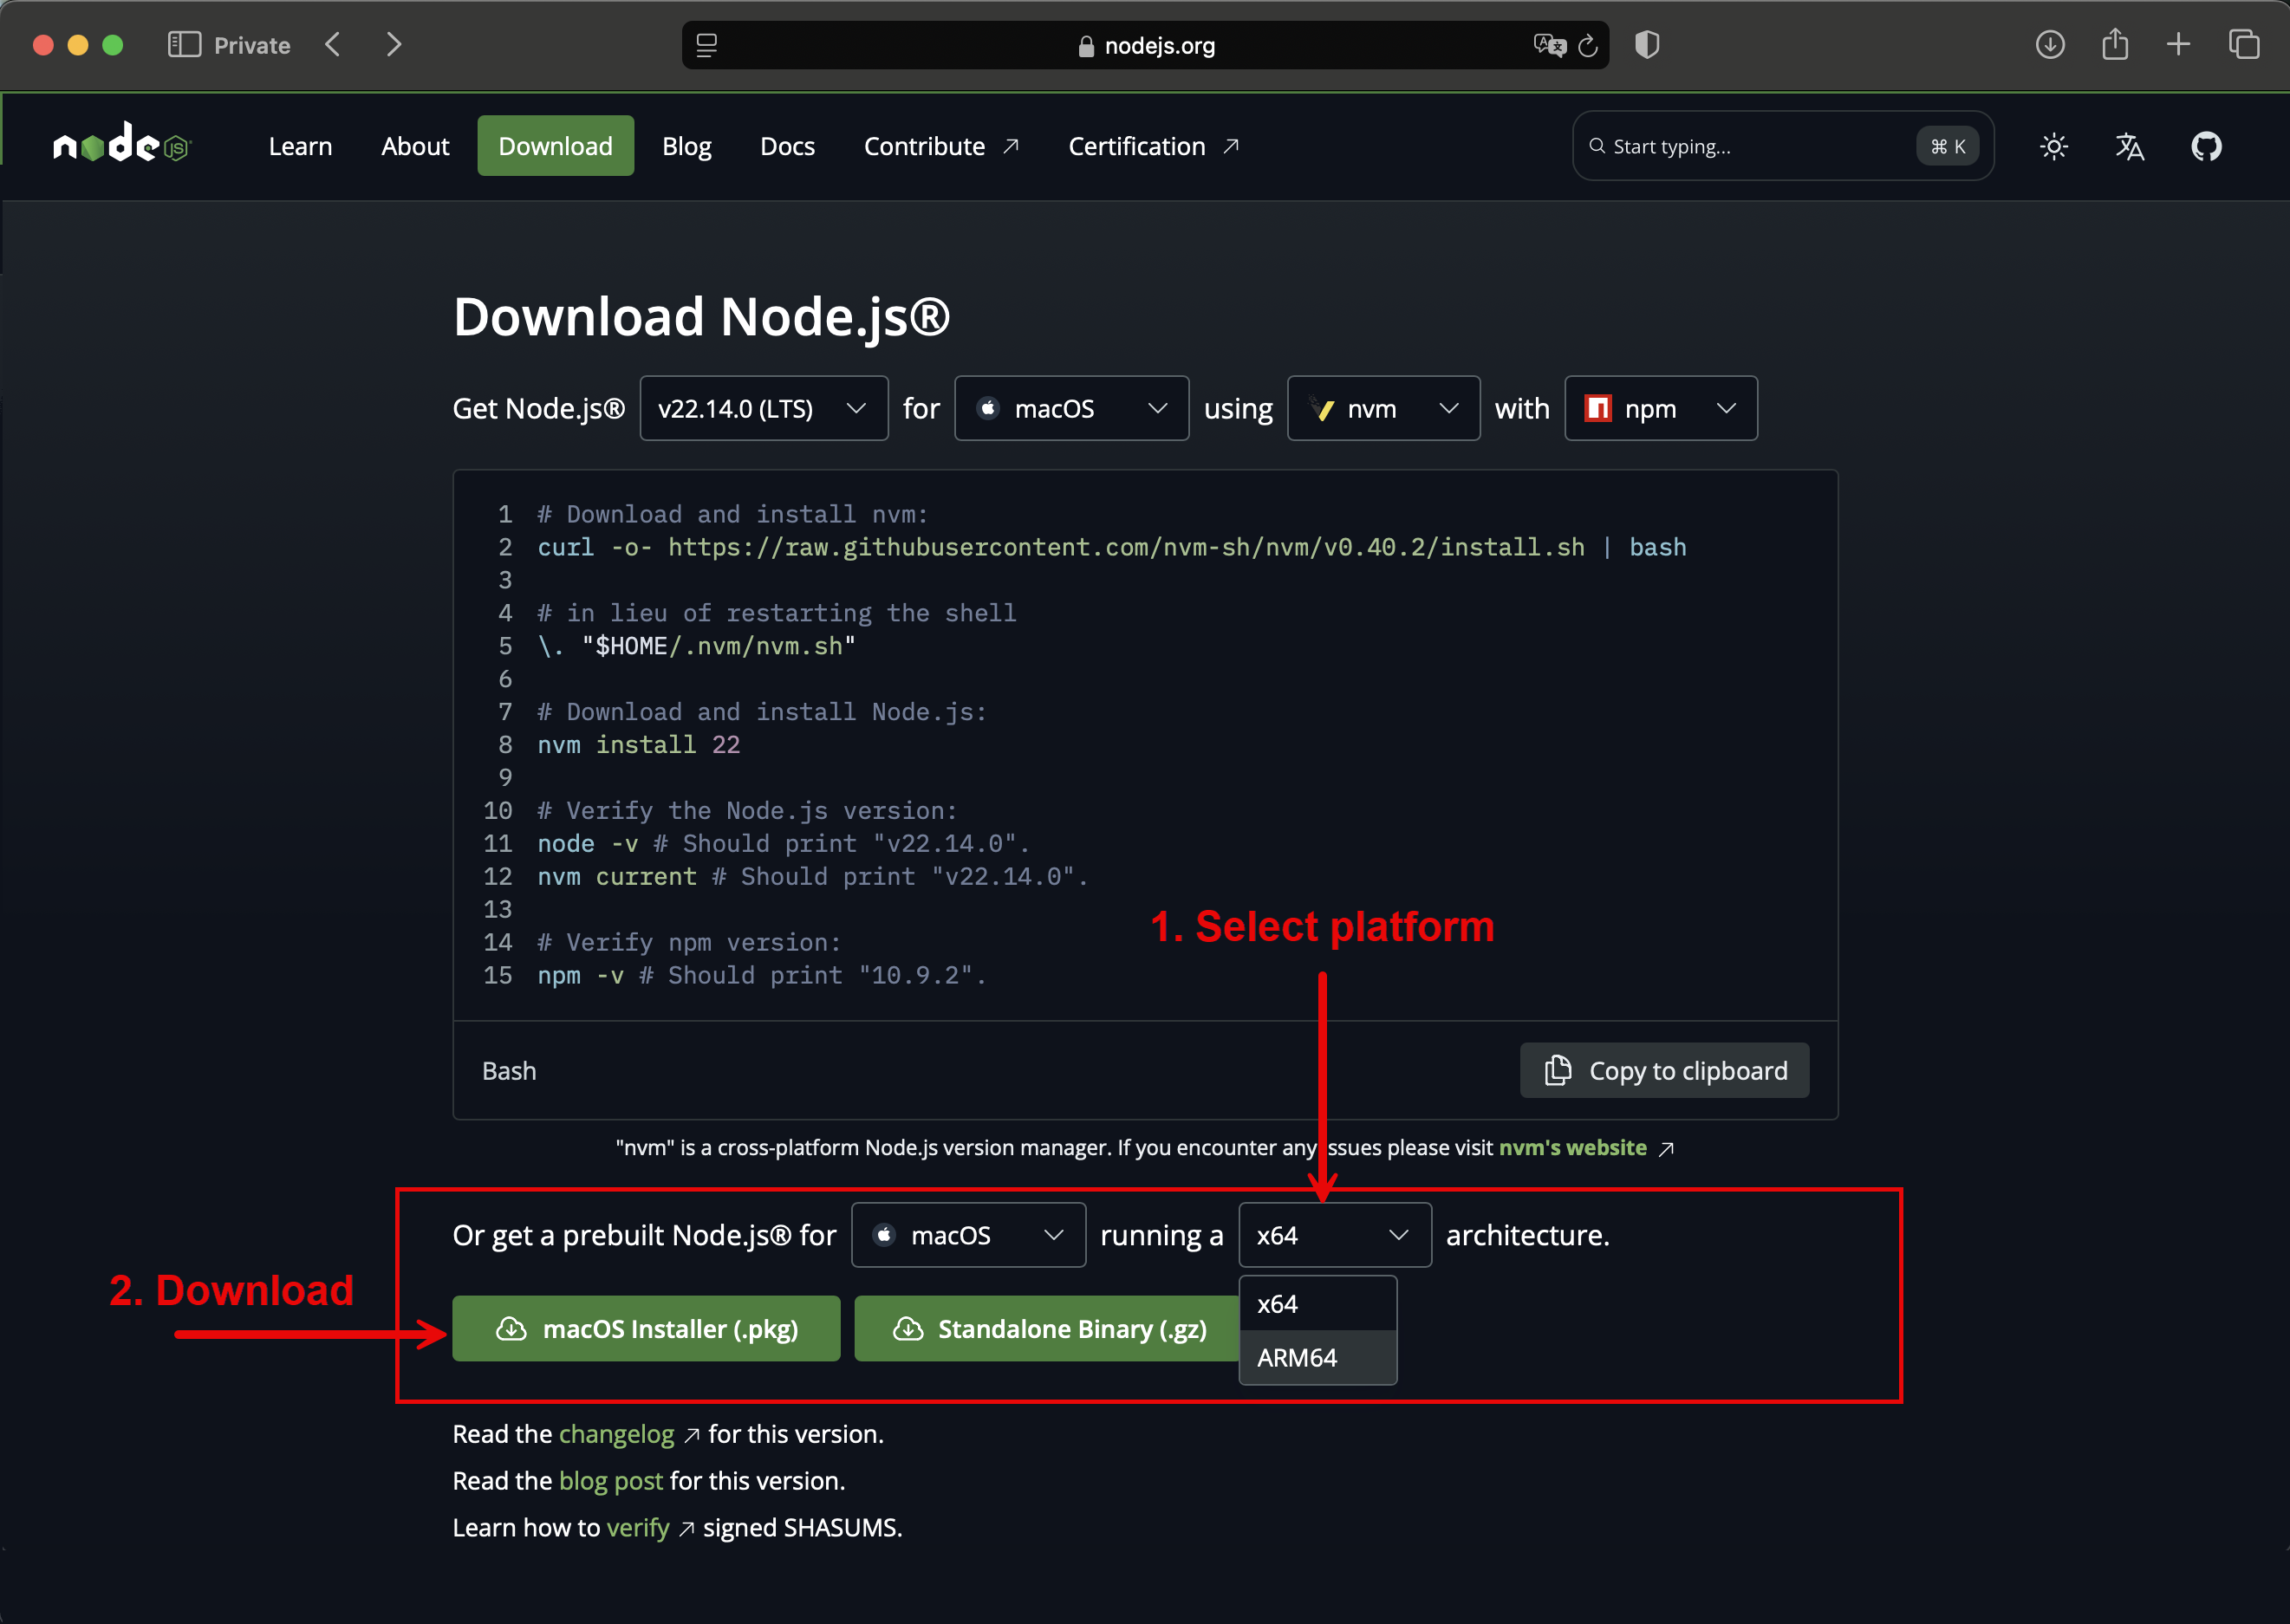 Private
nodejs.org
node JS
Learn About Download Blog Docs Contribute ↗ Certification ↗ Start typing... ⌘ K
Download Node.js®
Get Node.js® v22.14.0 (LTS) for macOS using nvm with npm
1 # Download and install nvm:
2 curl -o- https://raw.githubusercontent.com/nvm-sh/nvm/v0.40.2/install.sh | bash
3
4 # in lieu of restarting the shell
5 \. "$HOME/.nvm/nvm.sh"
6
7 # Download and install Node.js:
8 nvm install 22
9
10 # Verify the Node.js version:
11 node -v # Should print "v22.14.0".
12 nvm current # Should print "v22.14.0".
13
14 # Verify npm version:
15 npm -v # Should print "10.9.2".
1. Select platform
Bash
Copy to clipboard
"nvm" is a cross-platform Node.js version manager. If you encounter any issues please visit nvm's website ↗
Or get a prebuilt Node.js® for macOS running a x64 architecture.
2. Download
x64
macOS Installer (.pkg) Standalone Binary (.gz)
ARM64
Read the changelog ↗ for this version.
Read the blog post for this version.
Learn how to verify ↗ signed SHASUMS.